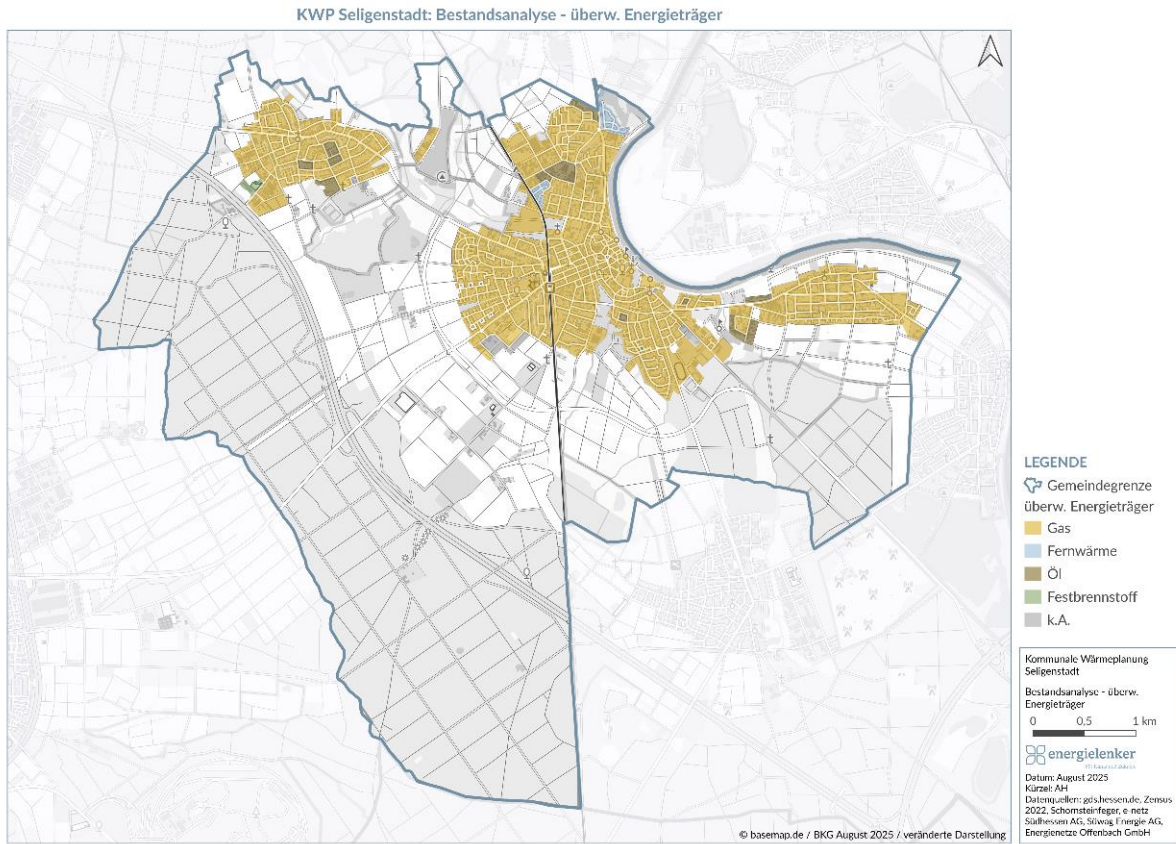 KWP Seligenstadt: Bestandsanalyse - überw. Energieträger
LEGENDE
Gemeindegrenze
überw. Energieträger
Gas
Fernwärme
Öl
Festbrennstoff
k.A.
Kommunale Wärmeplanung
Seligenstadt
Bestandsanalyse - überw.
Energieträger
0 0.5 1 km
energielenker
Datum: August 2025
Kürzel: AH
Datenquellen: gds.hessen.de, Zensus
2022, Schornsteinfeger, e-netz
Südhessen AG, Süwag Energie AG,
Energienetze Offenbach GmbH
© basemap.de / BKG August 2025 / veränderte Darstellung